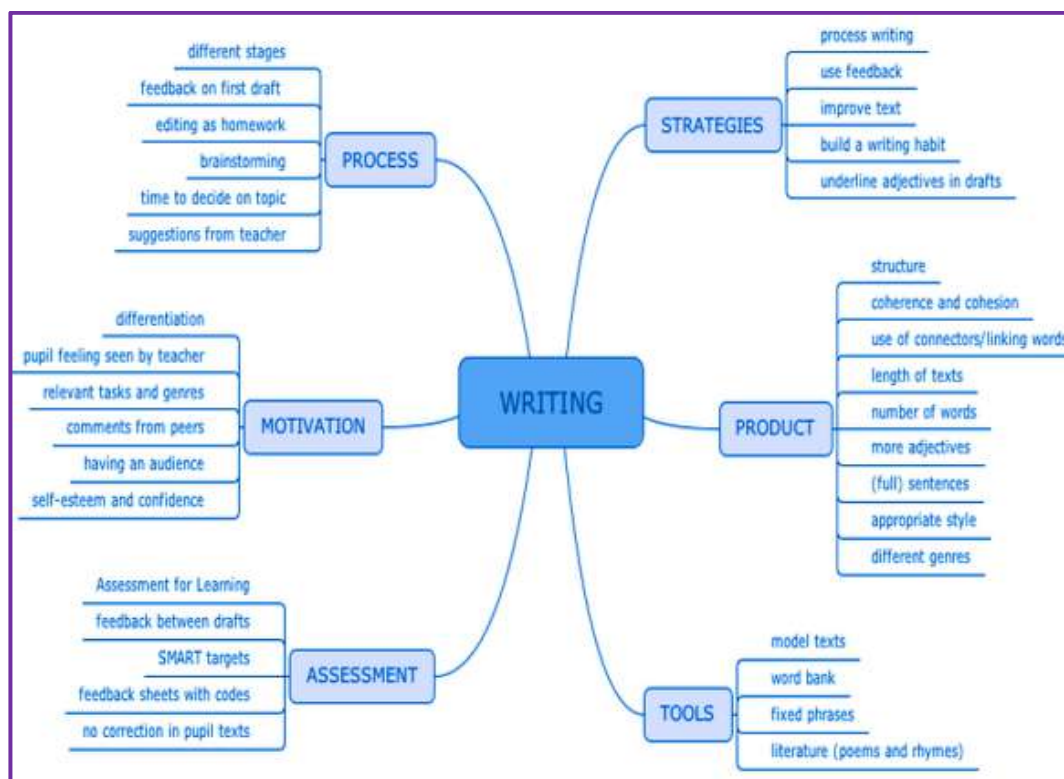 WRITING
PROCESS
different stages
feedback on first draft
editing as homework
brainstorming
time to decide on topic
suggestions from teacher
MOTIVATION
differentiation
pupil feeling seen by teacher
relevant tasks and genres
comments from peers
having an audience
self-esteem and confidence
ASSESSMENT
Assessment for Learning
feedback between drafts
SMART targets
feedback sheets with codes
no correction in pupil texts
STRATEGIES
process writing
use feedback
improve text
build a writing habit
underline adjectives in drafts
PRODUCT
structure
coherence and cohesion
use of connectors/linking words
length of texts
number of words
more adjectives
(full) sentences
appropriate style
different genres
TOOLS
model texts
word bank
fixed phrases
literature (poems and rhymes)